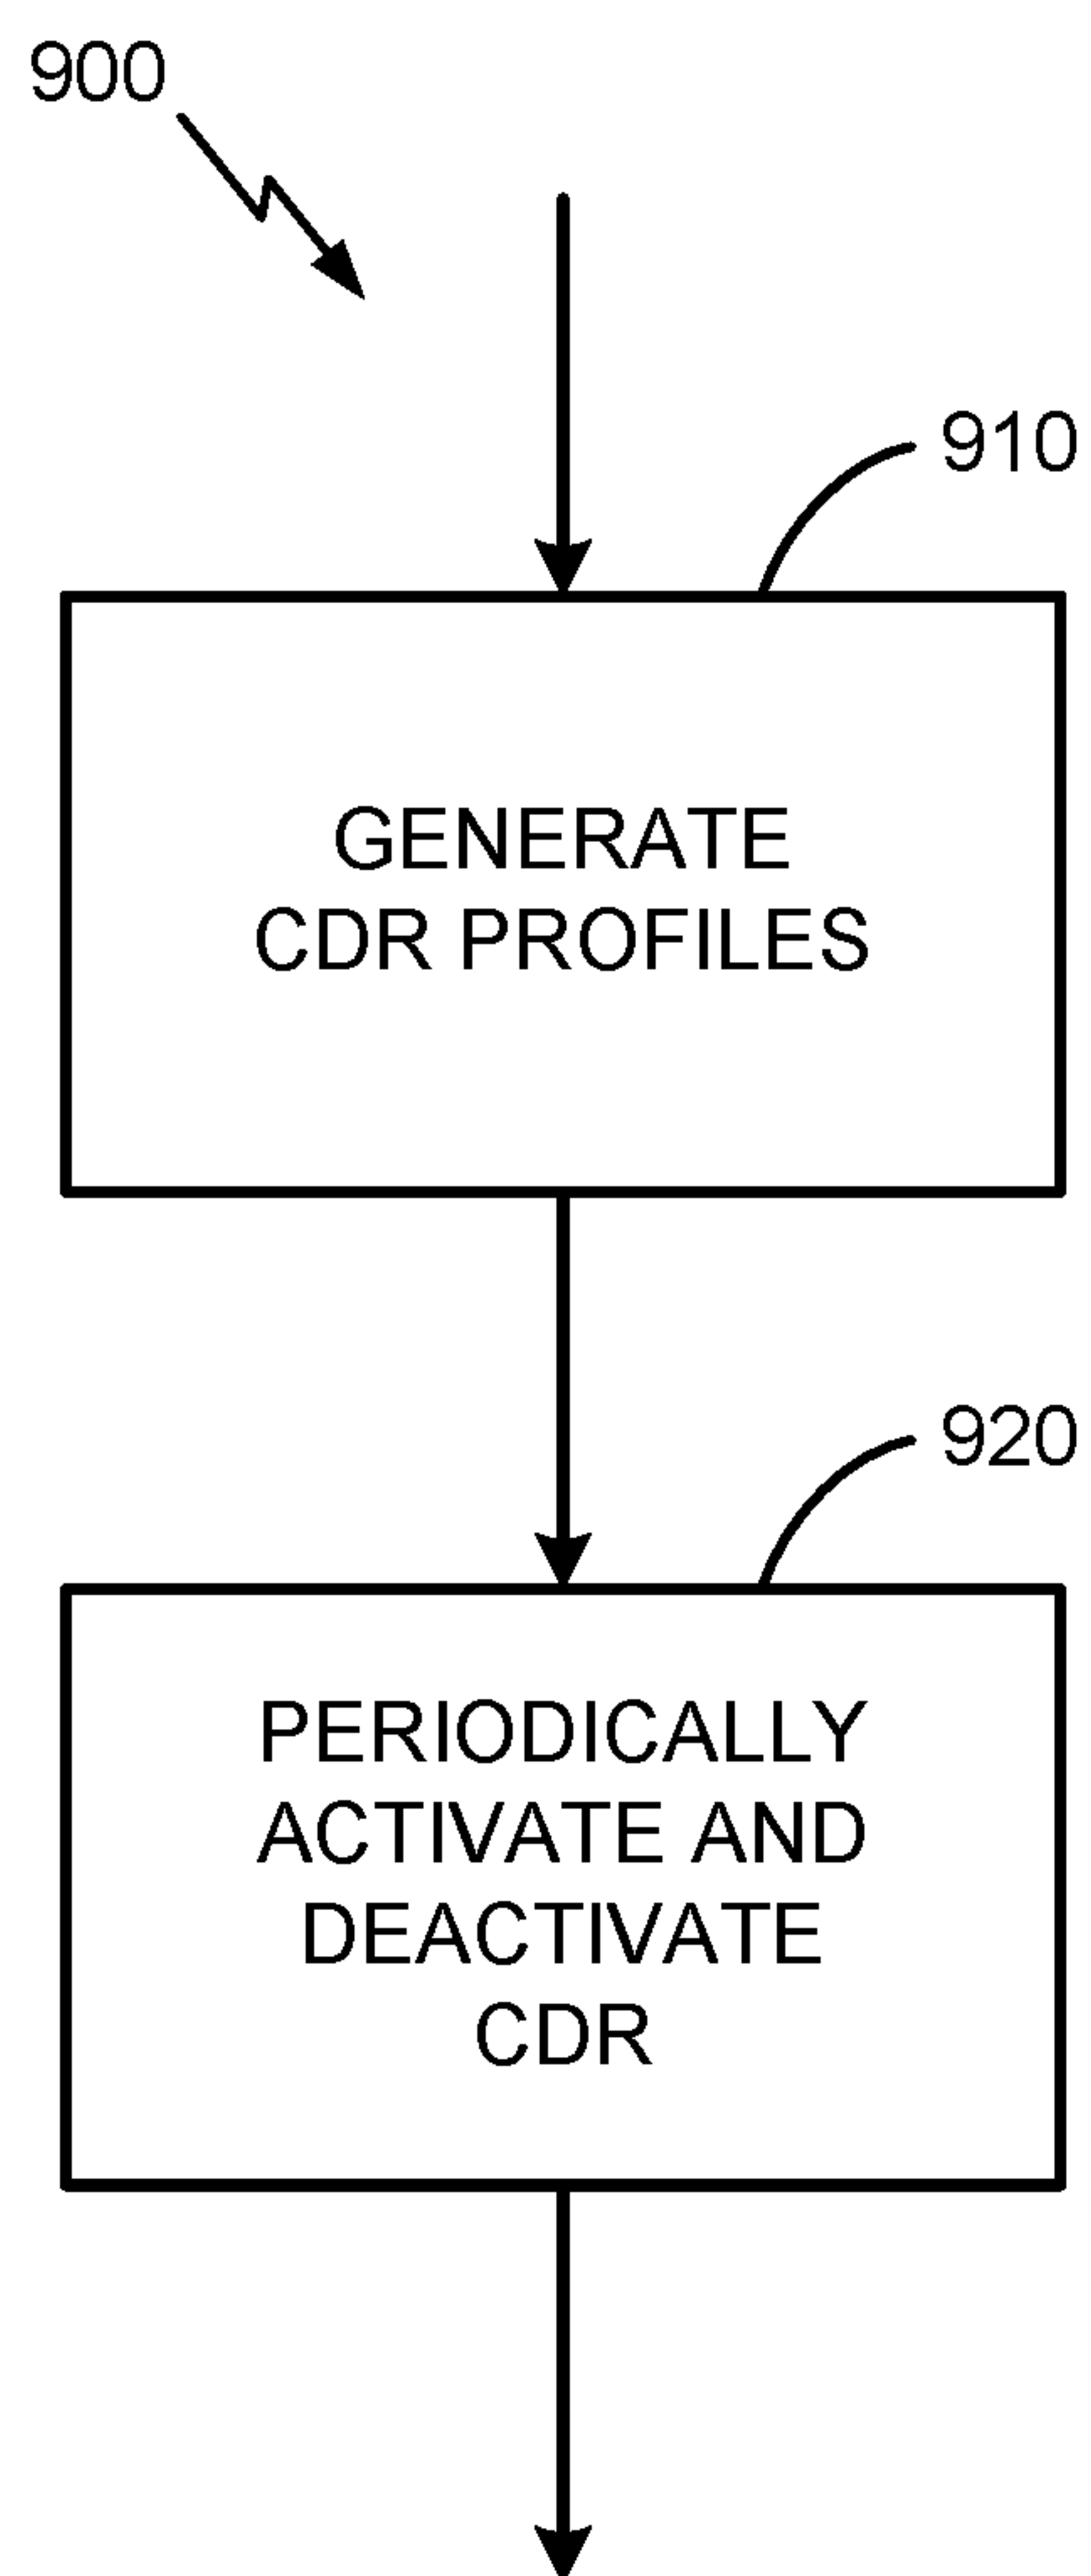 900
910
GENERATE
CDR PROFILES
920
PERIODICALLY
ACTIVATE AND
DEACTIVATE
CDR